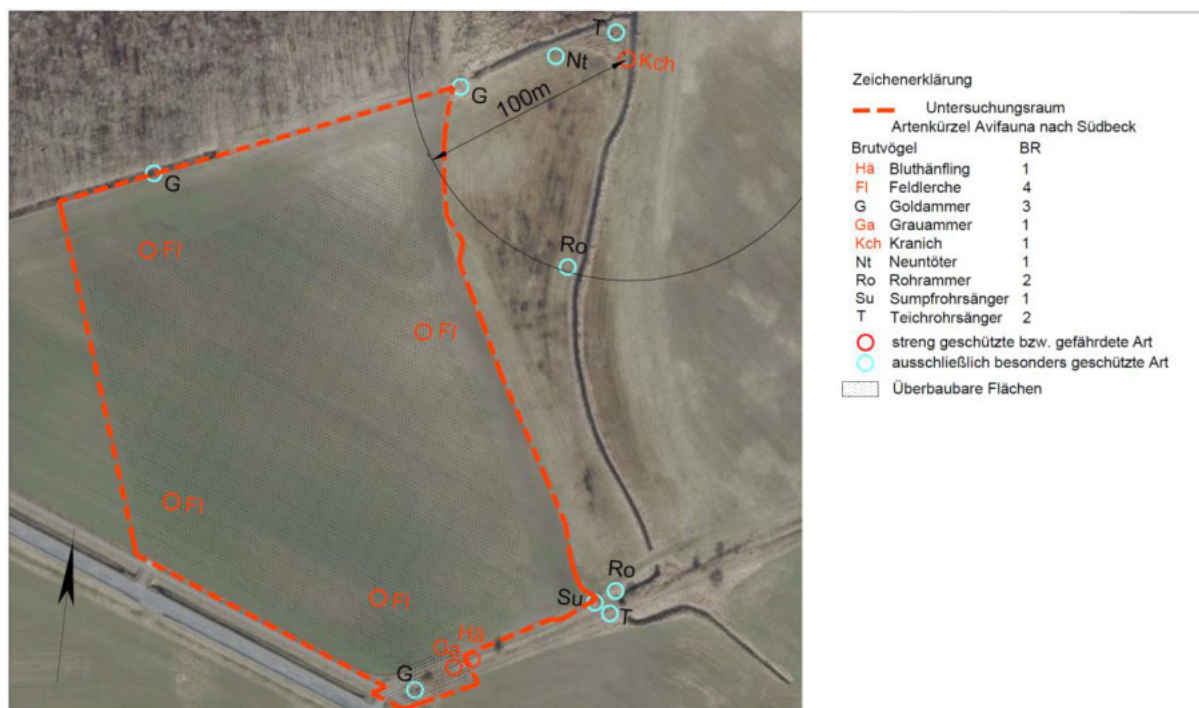 T
Nt
Kch
G
100m
G
Fl
Ro
Fl
Fl
Ro
Fl
Su
T
Hä
Ga
G
Zeichenerklärung
Untersuchungsraum
Artenkürzel Avifauna nach Südbeck
Brutvögel BR
Hä Bluthänfling 1
Fl Feldlerche 4
G Goldammer 3
Ga Grauammer 1
Kch Kranich 1
Nt Neuntöter 1
Ro Rohrammer 2
Su Sumpfrohrsänger 1
T Teichrohrsänger 2
streng geschützte bzw. gefährdete Art
ausschließlich besonders geschützte Art
Überbaubare Flächen